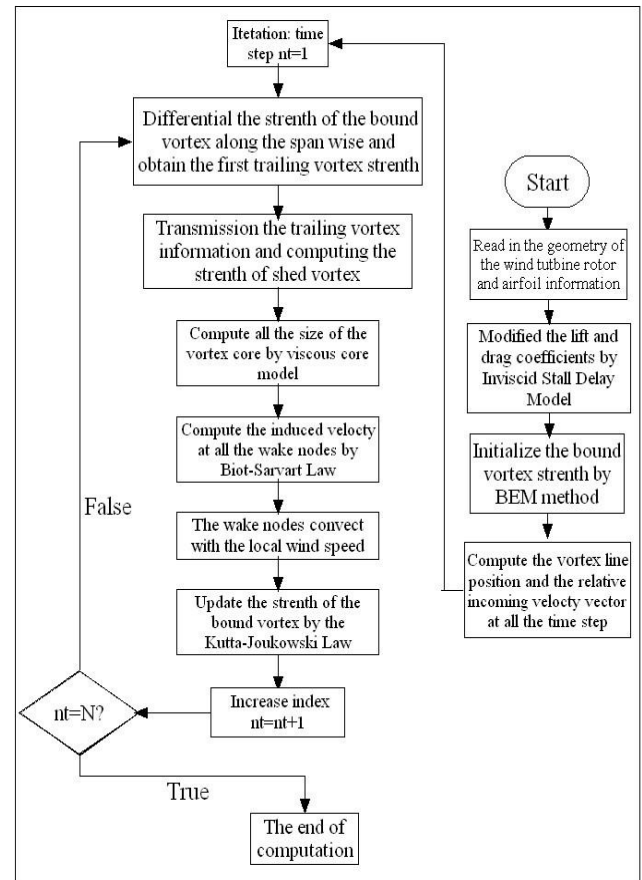 Start
Read in the geometry of
the wind tutbine rotor
and airfoil information
Modified the lift and
drag coefficients by
Inviscid Stall Delay
Model
Initialize the bound
vortex strenth by
BEM method
Compute the vortex line
position and the relative
incoming velocty vector
at all the time step
Itetation: time
step nt=1
Differential the strenth of the bound
vortex along the span wise and
obtain the first trailing vortex strenth
Transmission the trailing vortex
information and computing the
strenth of shed vortex
Compute all the size of the
vortex core by viscous core
model
Compute the induced velocty
at all the wake nodes by
Biot-Sarvart Law
The wake nodes convect
with the local wind speed
Update the strenth of the
bound vortex by the
Kutta-Joukowski Law
Increase index
nt=nt+1
nt=N?
False
True
The end of
computation